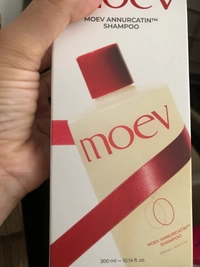 moev
MOEV ANNURCATIN™
SHAMPOO
moev
MOEV ANNURCATIN™
SHAMPOO
300 ml – 10.14 fl. oz.